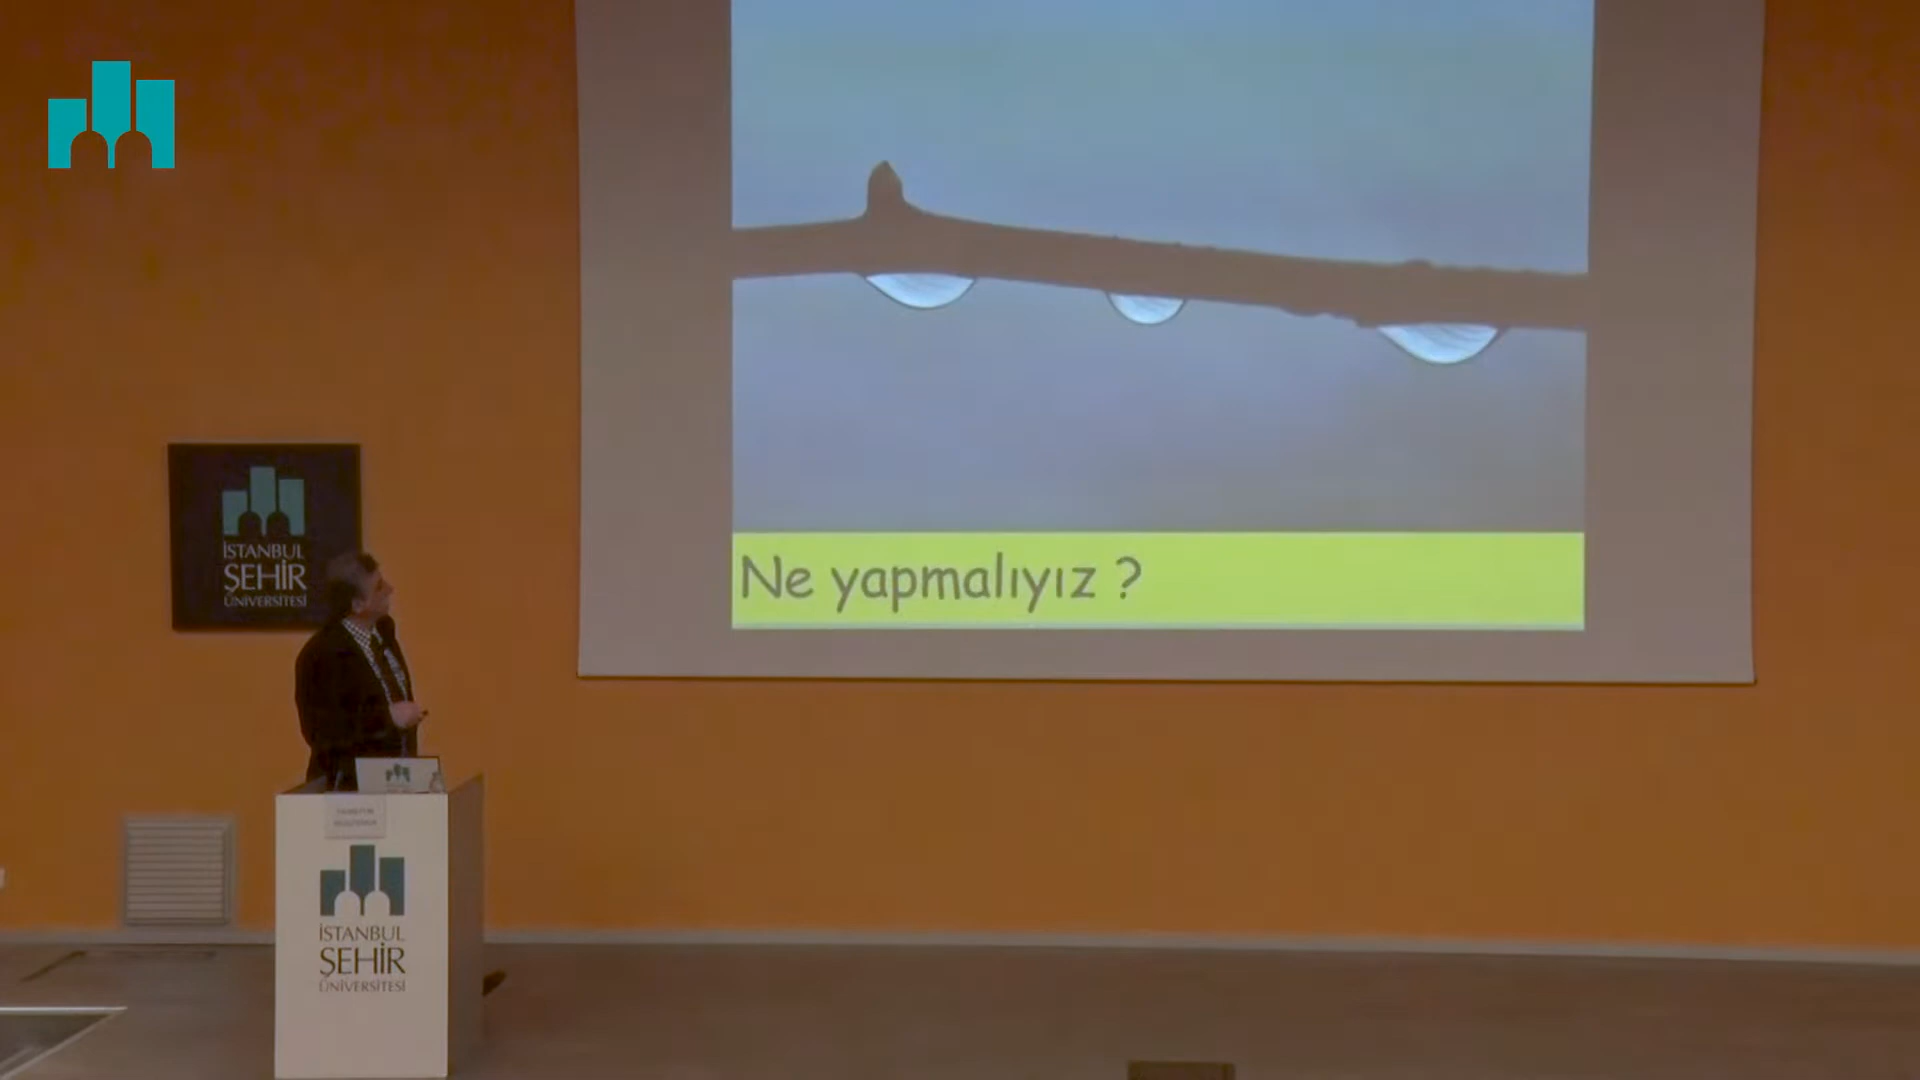 Ne yapmalıyız ?
İSTANBUL
ŞEHİR
ÜNİVERSİTESİ
İSTANBUL
ŞEHİR
ÜNİVERSİTESİ